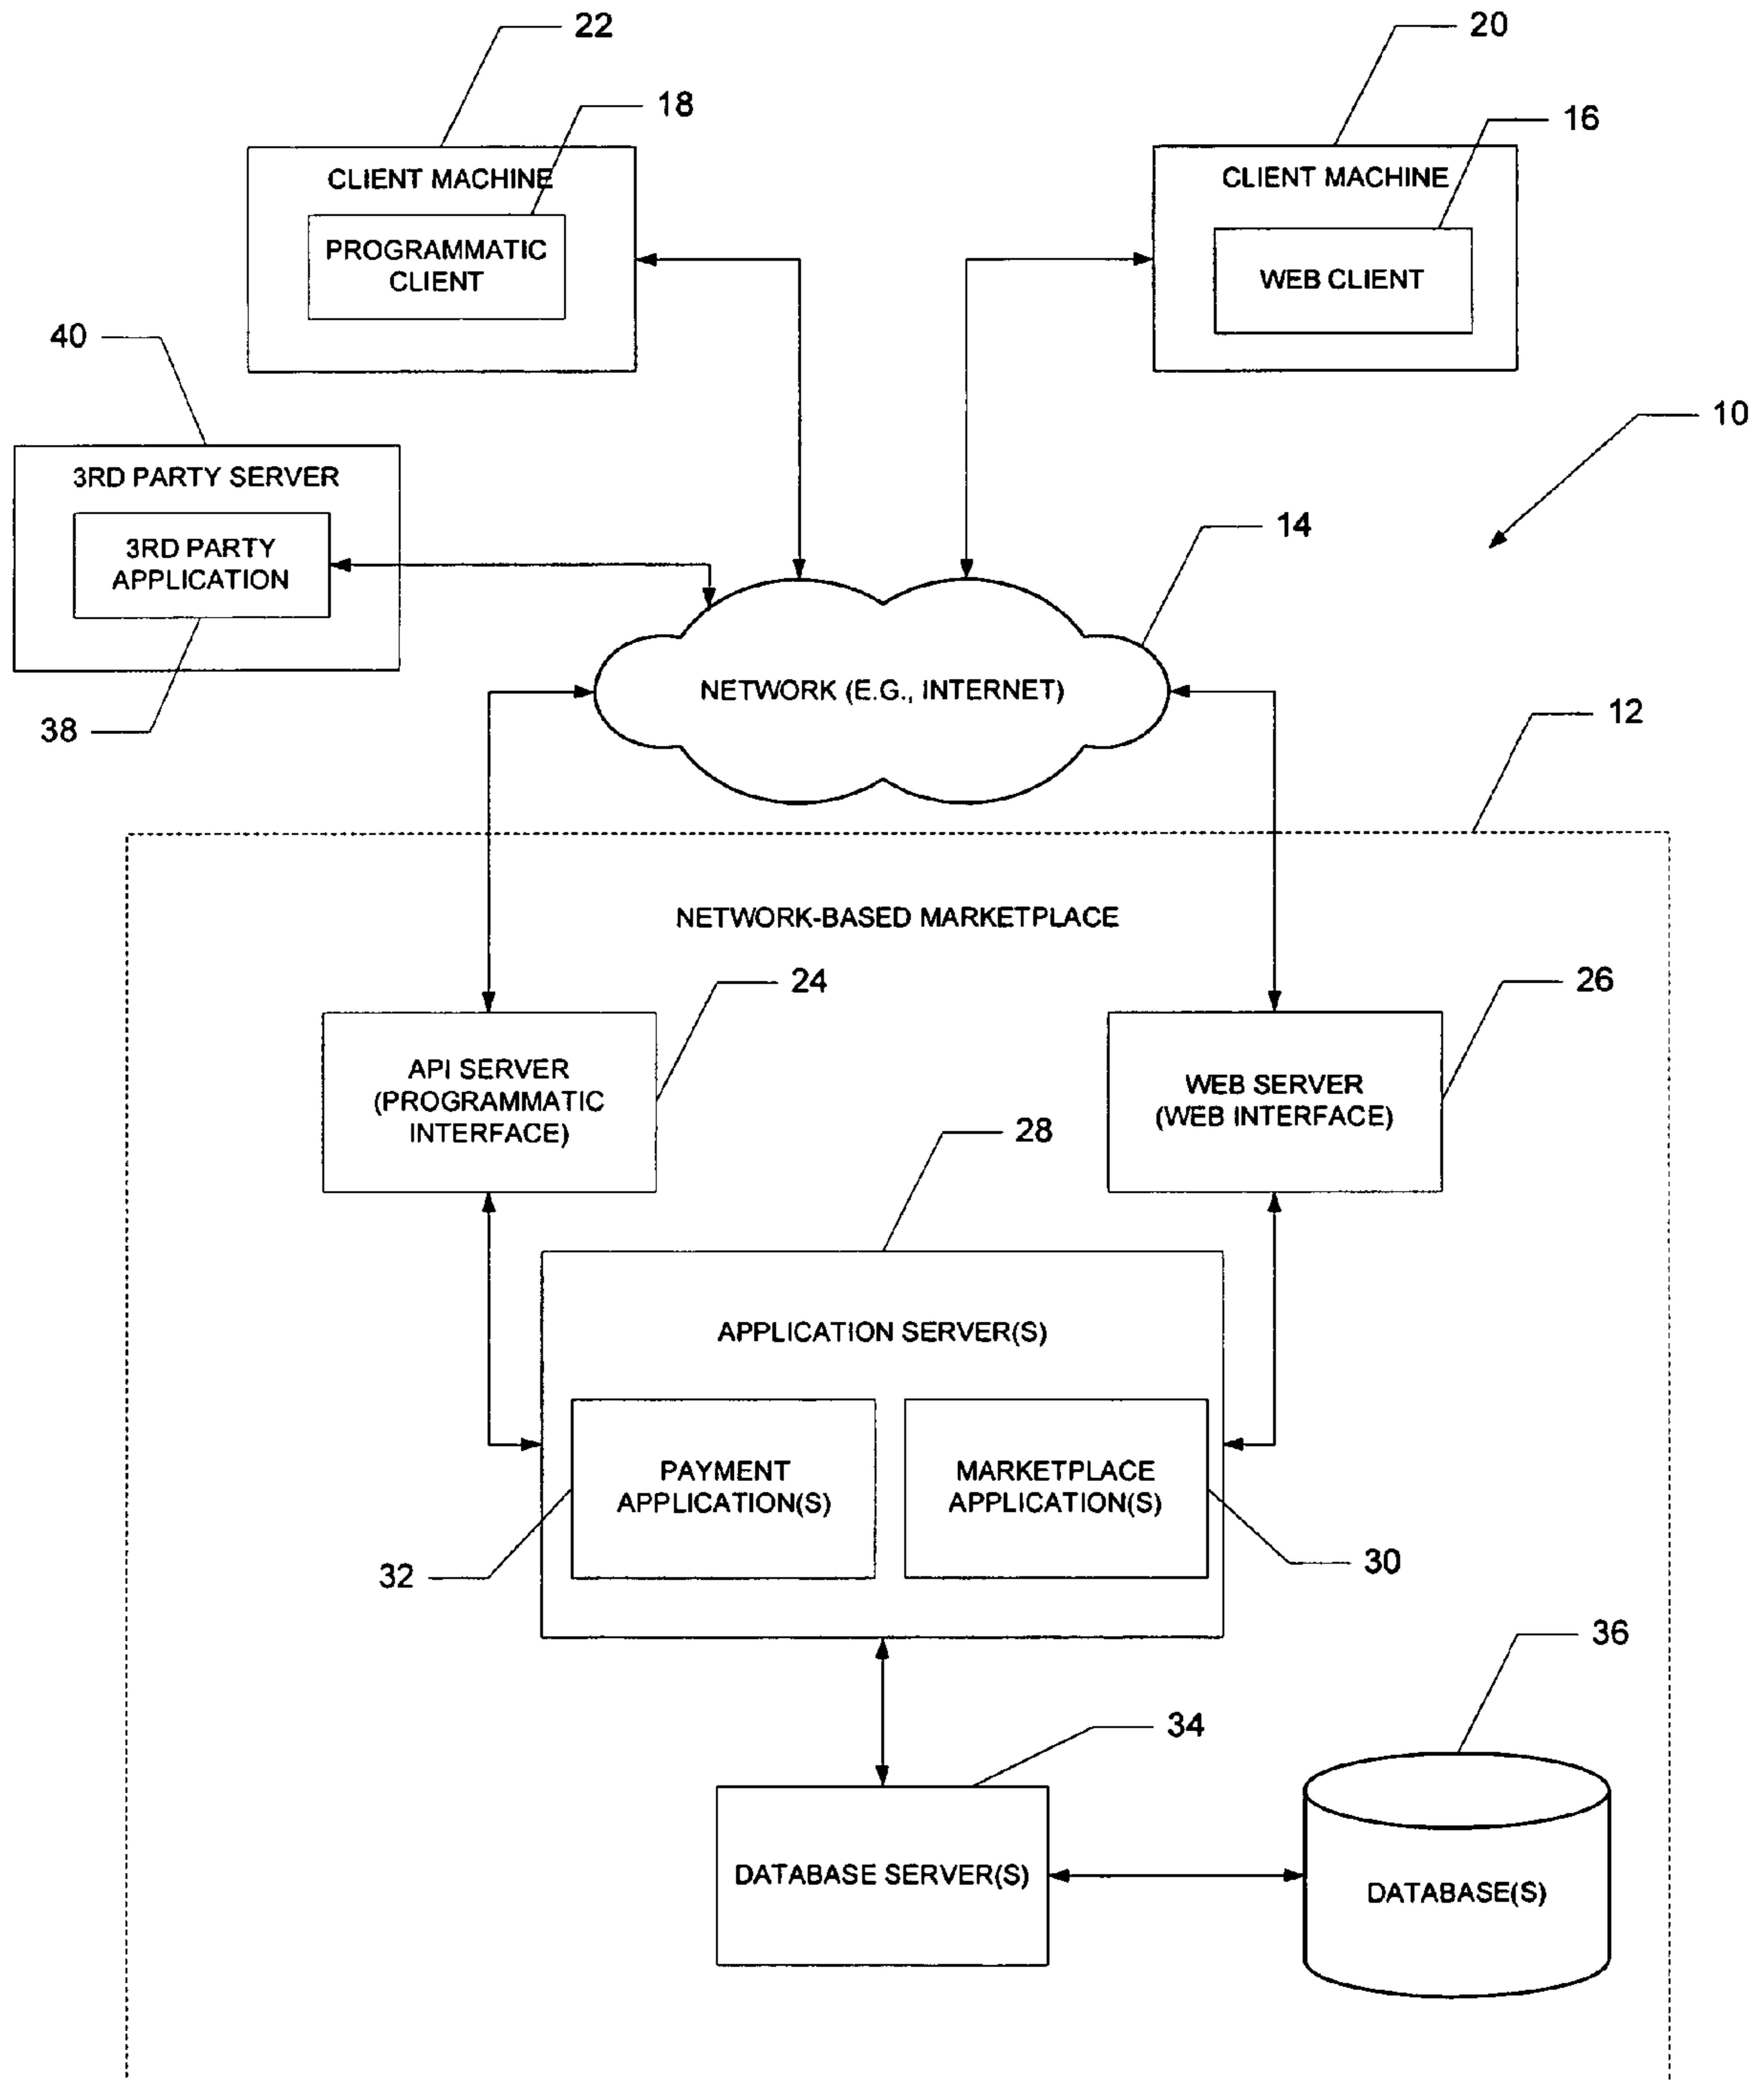 22
20
18
16
CLIENT MACHINE
CLIENT MACHINE
PROGRAMMATIC
CLIENT
WEB CLIENT
40
10
3RD PARTY SERVER
14
3RD PARTY
APPLICATION
NETWORK (E.G., INTERNET)
38
12
NETWORK-BASED MARKETPLACE
24
26
API SERVER
(PROGRAMMATIC
INTERFACE)
WEB SERVER
(WEB INTERFACE)
28
APPLICATION SERVER(S)
PAYMENT
APPLICATION(S)
MARKETPLACE
APPLICATION(S)
32
30
36
34
DATABASE SERVER(S)
DATABASE(S)